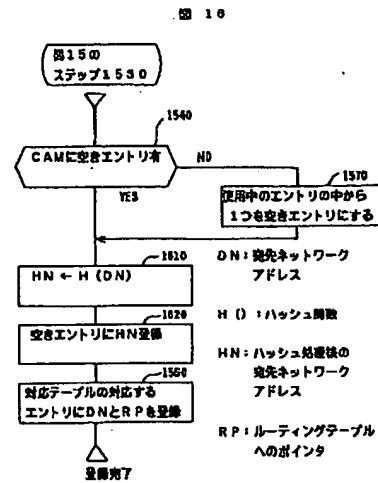 図 16
図15の
ステップ1530
1540
CAMに空きエントリ有
NO
YES
1570
使用中のエントリの中から
1つを空きエントリにする
1610
HN ← H (DN)
1620
空きエントリにHN登録
1560
対応テーブルの対応する
エントリにDNとRPを登録
登録完了
DN:宛先ネットワーク
アドレス
H ():ハッシュ関数
HN:ハッシュ処理後の
宛先ネットワーク
アドレス
RP:ルーティングテーブル
へのポインタ